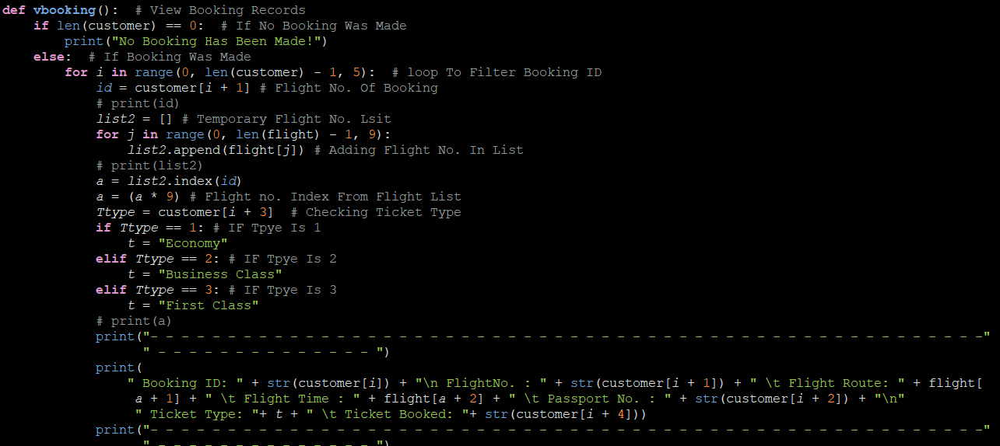 def vbooking():  # View Booking Records
    if len(customer) == 0:  # If No Booking Was Made
        print("No Booking Has Been Made!")
    else:  # If Booking Was Made
        for i in range(0, len(customer) - 1, 5):  # loop To Filter Booking ID
            id = customer[i + 1] # Flight No. Of Booking
            # print(id)
            list2 = [] # Temporary Flight No. Lsit
            for j in range(0, len(flight) - 1, 9):
                list2.append(flight[j]) # Adding Flight No. In List
            # print(list2)
            a = list2.index(id)
            a = (a * 9) # Flight no. Index From Flight List
            Ttype = customer[i + 3]  # Checking Ticket Type
            if Ttype == 1: # IF Tpye Is 1
                t = "Economy"
            elif Ttype == 2: # IF Tpye Is 2
                t = "Business Class"
            elif Ttype == 3: # IF Tpye Is 3
                t = "First Class"
            # print(a)
            print("- - - - - - - - - - - - - - - - - - - - - - - - - - - - - - - - - - - - - - - - - - - - - - - - - - - - - -"
                  " - - - - - - - - - - - - - - ")
            print(
                " Booking ID: " + str(customer[i]) + "\n FlightNo. : " + str(customer[i + 1]) + " \t Flight Route: " + flight[
                 a + 1] + " \t Flight Time : " + flight[a + 2] + " \t Passport No. : " + str(customer[i + 2]) + "\n"
                 " Ticket Type: "+ t + " \t Ticket Booked: "+ str(customer[i + 4]))
            print("- - - - - - - - - - - - - - - - - - - - - - - - - - - - - - - - - - - - - - - - - - - - - - - - - - - - - -"
                  " - - - - - - - - - - - - - - ")